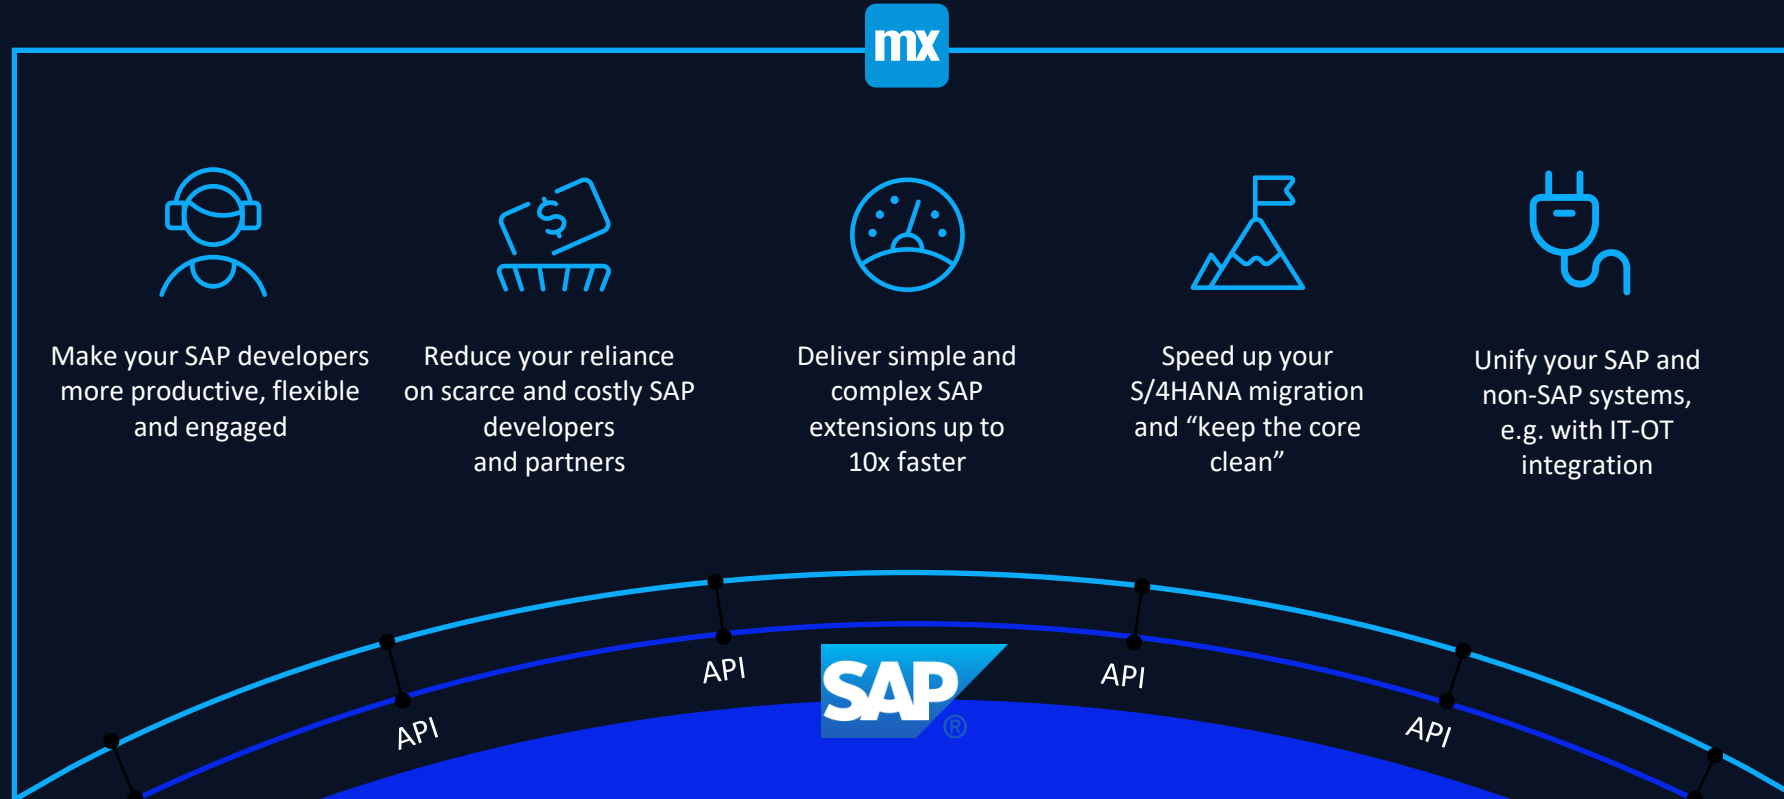 mx
Make your SAP developers
more productive, flexible
and engaged
Reduce your reliance
on scarce and costly SAP
developers
and partners
Deliver simple and
complex SAP
extensions up to
10x faster
Speed up your
S/4HANA migration
and “keep the core
clean”
Unify your SAP and
non-SAP systems,
e.g. with IT-OT
integration
$
API
API
SAP®
API
API